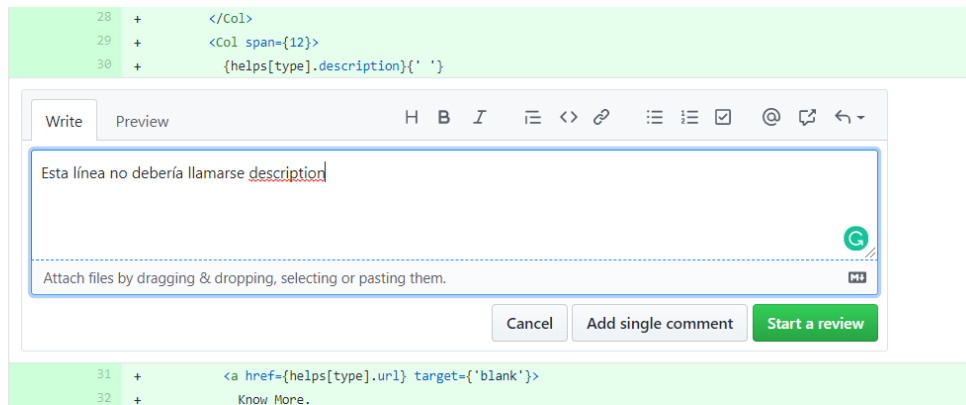 28 + </Col>
29 + <Col span={12}>
30 + {helps[type].description}{' '}
Write Preview H B I
Esta línea no debería llamarse description
G
Attach files by dragging & dropping, selecting or pasting them. M↓
Cancel Add single comment Start a review
31 + <a href={helps[type].url} target={'blank'}>
32 + Know More.